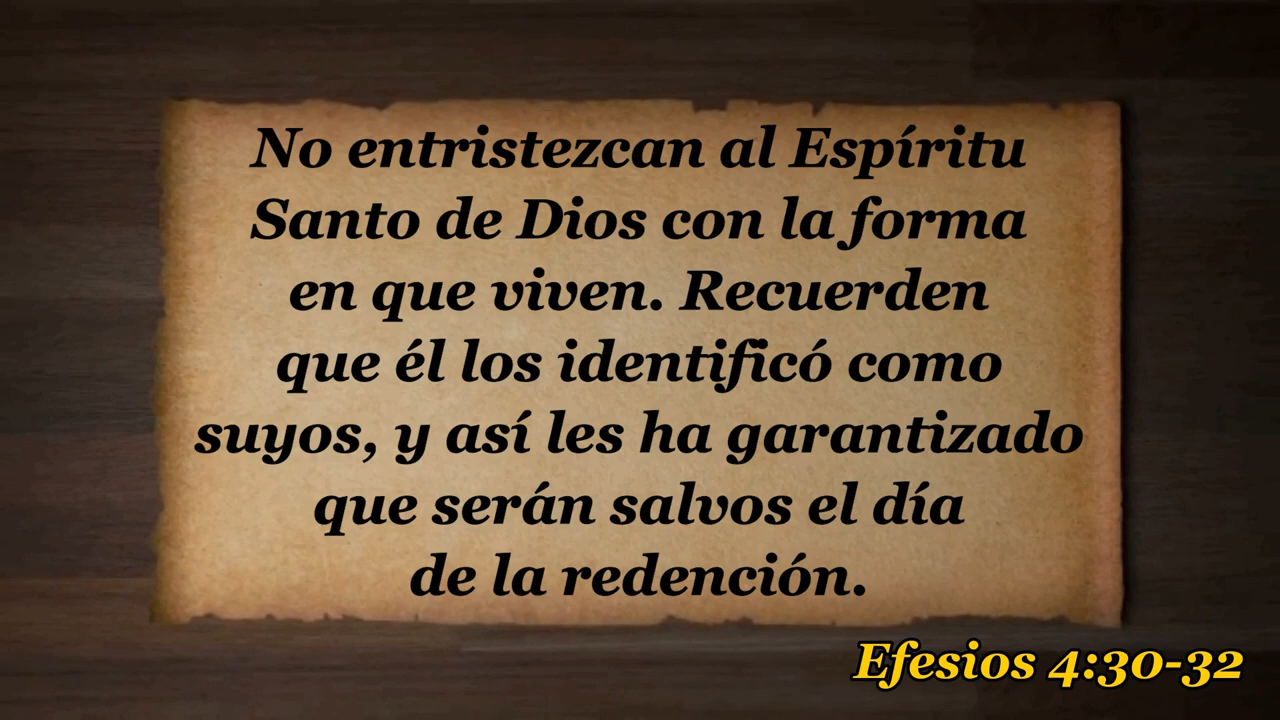 No entristezcan al Espíritu
Santo de Dios con la forma
en que viven. Recuerden
que él los identificó como
suyos, y así les ha garantizado
que serán salvos el día
de la redención.
Efesios 4:30-32